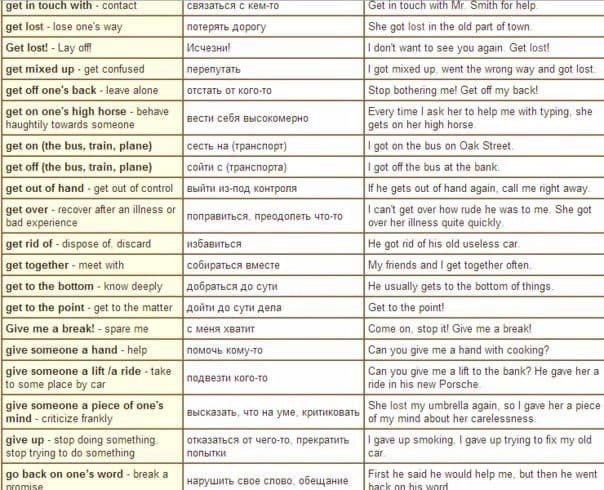 get in touch with - contact
связаться с кем-то
Get in touch with Mr. Smith for help.
get lost - lose one's way
потерять дорогу
She got lost in the old part of town.
Get lost! - Lay off!
Исчезни!
I don't want to see you again. Get lost!
get mixed up - get confused
перепутать
I got mixed up, went the wrong way and got lost.
get off one's back - leave alone
отстать от кого-то
Stop bothering me! Get off my back!
get on one's high horse - behave
haughtily towards someone
вести себя высокомерно
Every time I ask her to help me with typing, she
gets on her high horse.
get on (the bus, train, plane)
сесть на (транспорт)
I got on the bus on Oak Street.
get off (the bus, train, plane)
сойти с (транспорта)
I got off the bus at the bank.
get out of hand - get out of control
выйти из-под контроля
If he gets out of hand again, call me right away.
get over - recover after an illness or
bad experience
поправиться, преодолеть что-то
I can't get over how rude he was to me. She got
over her illness quite quickly.
get rid of - dispose of, discard
избавиться
He got rid of his old useless car.
get together - meet with
собираться вместе
My friends and I get together often.
get to the bottom - know deeply
добраться до сути
He usually gets to the bottom of things.
get to the point - get to the matter
дойти до сути дела
Get to the point!
Give me a break! - spare me
с меня хватит
Come on, stop it! Give me a break!
give someone a hand - help
помочь кому-то
Can you give me a hand with cooking?
give someone a lift /a ride - take
to some place by car
подвезти кого-то
Can you give me a lift to the bank? He gave her a
ride in his new Porsche.
give someone a piece of one's
mind - criticize frankly
высказать, что на уме, критиковать
She lost my umbrella again, so I gave her a piece
of my mind about her carelessness.
give up - stop doing something,
stop trying to do something
отказаться от чего-то, прекратить
попытки
I gave up smoking. I gave up trying to fix my old
car.
go back on one's word - break a
promise
нарушить свое слово, обещание
First he said he would help me, but then he went
back on his word